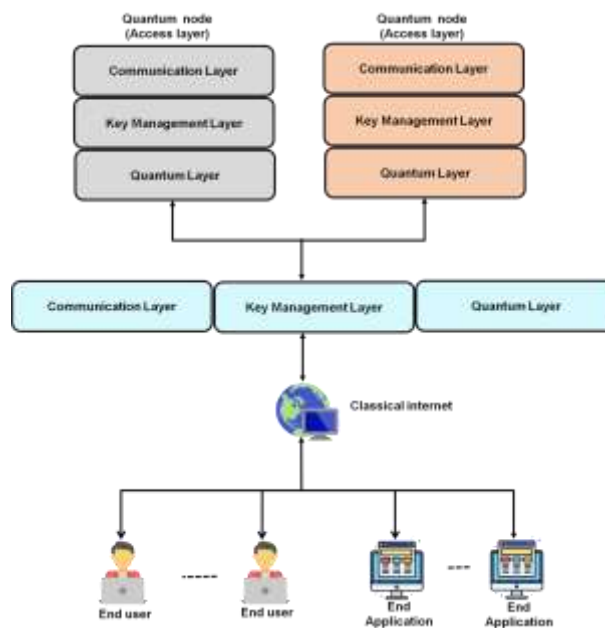 Quantum node Quantum node
(Access layer) (Access layer)
Communication Layer Communication Layer
Key Management Layer Key Management Layer
Quantum Layer Quantum Layer
Communication Layer Key Management Layer Quantum Layer
Classical internet
End user End user End End
Application Application